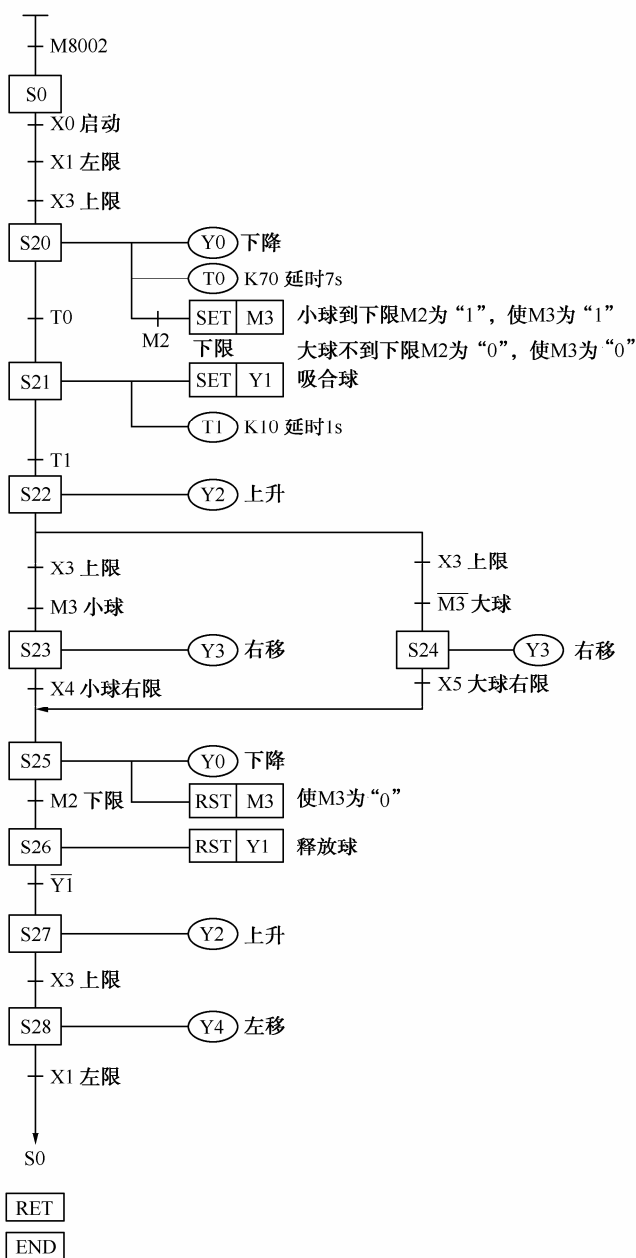 M8002
S0
X0 启动
X1 左限
X3 上限
S20 Y0 下降
T0 K70 延时7s
T0 M2 SET M3 小球到下限M2为“1”，使M3为“1”
下限 大球不到下限M2为“0”，使M3为“0”
S21 SET Y1 吸合球
T1 K10 延时1s
T1
S22 Y2 上升
X3 上限 X3 上限
M3 小球 M3 大球
S23 Y3 右移 S24 Y3 右移
X4 小球右限 X5 大球右限
S25 Y0 下降
M2 下限 RST M3 使M3为“0”
S26 RST Y1 释放球
Y1
S27 Y2 上升
X3 上限
S28 Y4 左移
X1 左限
S0
RET
END